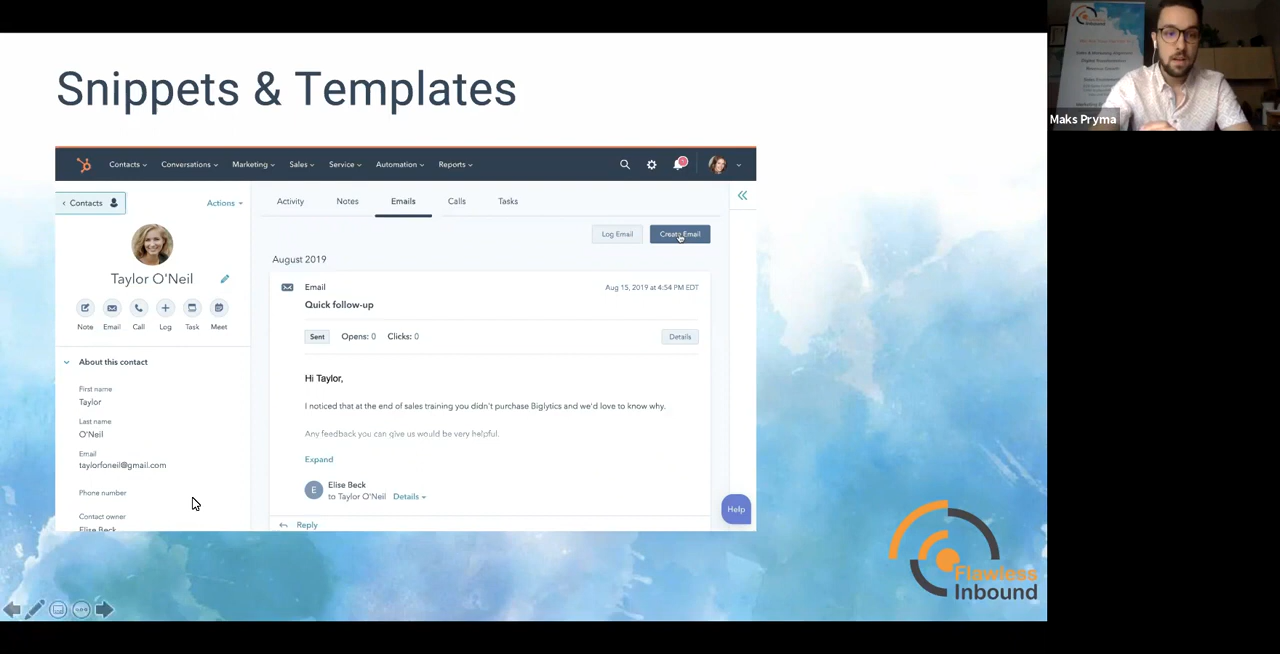 Snippets & Templates
Contacts Conversations Marketing Sales Service Automation Reports
Contacts
Actions
Activity Notes Emails Calls Tasks
Log Email Create Email
August 2019
Taylor O'Neil
Note Email Call Log Task Meet
Email Aug 15, 2019 at 4:54 PM EDT
Quick follow-up
Sent Opens: 0 Clicks: 0 Details
About this contact
First name
Taylor
Last name
O'Neil
Email
taylorfoneil@gmail.com
Phone number
Contact owner
Elise Beck
Hi Taylor,
I noticed that at the end of sales training you didn't purchase Biglytics and we'd love to know why.
Any feedback you can give us would be very helpful.
Expand
E
Elise Beck
to Taylor O'Neil Details
Reply
Help
Flawless
Inbound
Maks Pryma